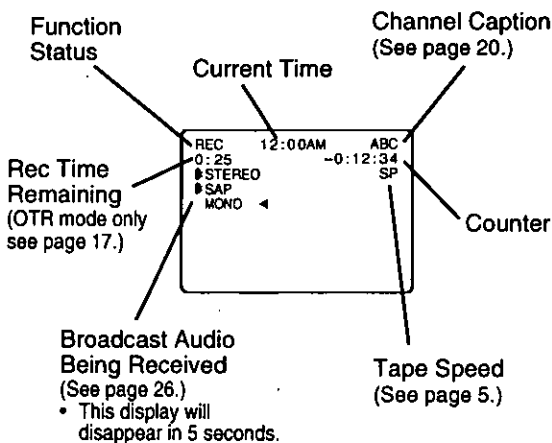 Function
Status
Current Time
Channel Caption
(See page 20.)
REC 12:00AM ABC
0:25 -0:12:34
STEREO SP
SAP
MONO
Rec Time
Remaining
(OTR mode only
see page 17.)
Counter
Broadcast Audio
Being Received
(See page 26.)
• This display will
disappear in 5 seconds.
Tape Speed
(See page 5.)